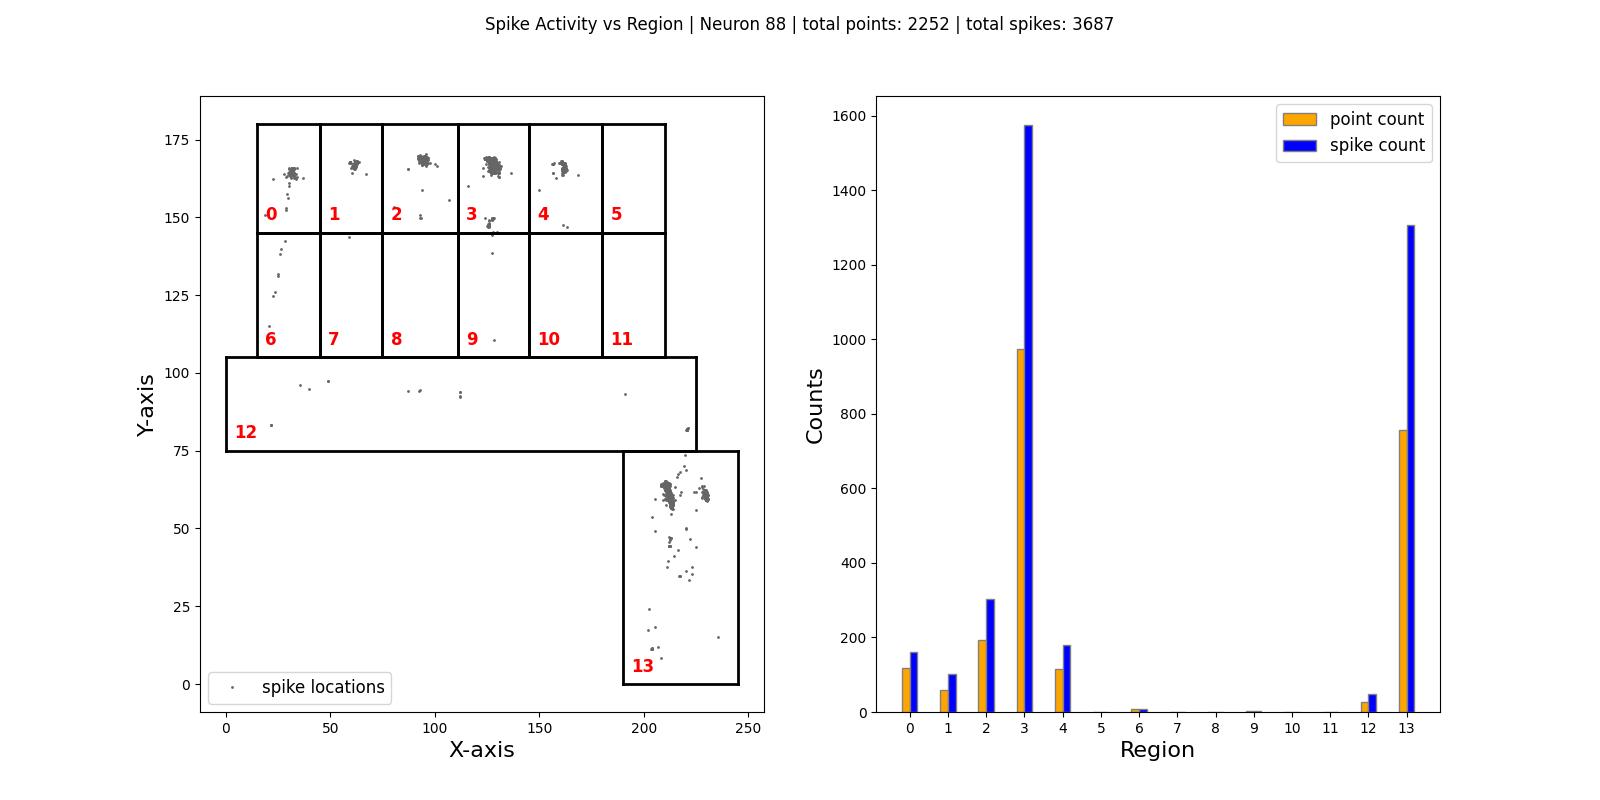 Spike Activity vs Region | Neuron 88 | total points: 2252 | total spikes: 3687
175
150
125
100
75
50
25
0
Y-axis
0 1 2 3 4 5
6 7 8 9 10 11
12
13
spike locations
0 50 100 150 200 250
X-axis
1600
1400
1200
1000
800
600
400
200
0
Counts
point count
spike count
0 1 2 3 4 5 6 7 8 9 10 11 12 13
Region